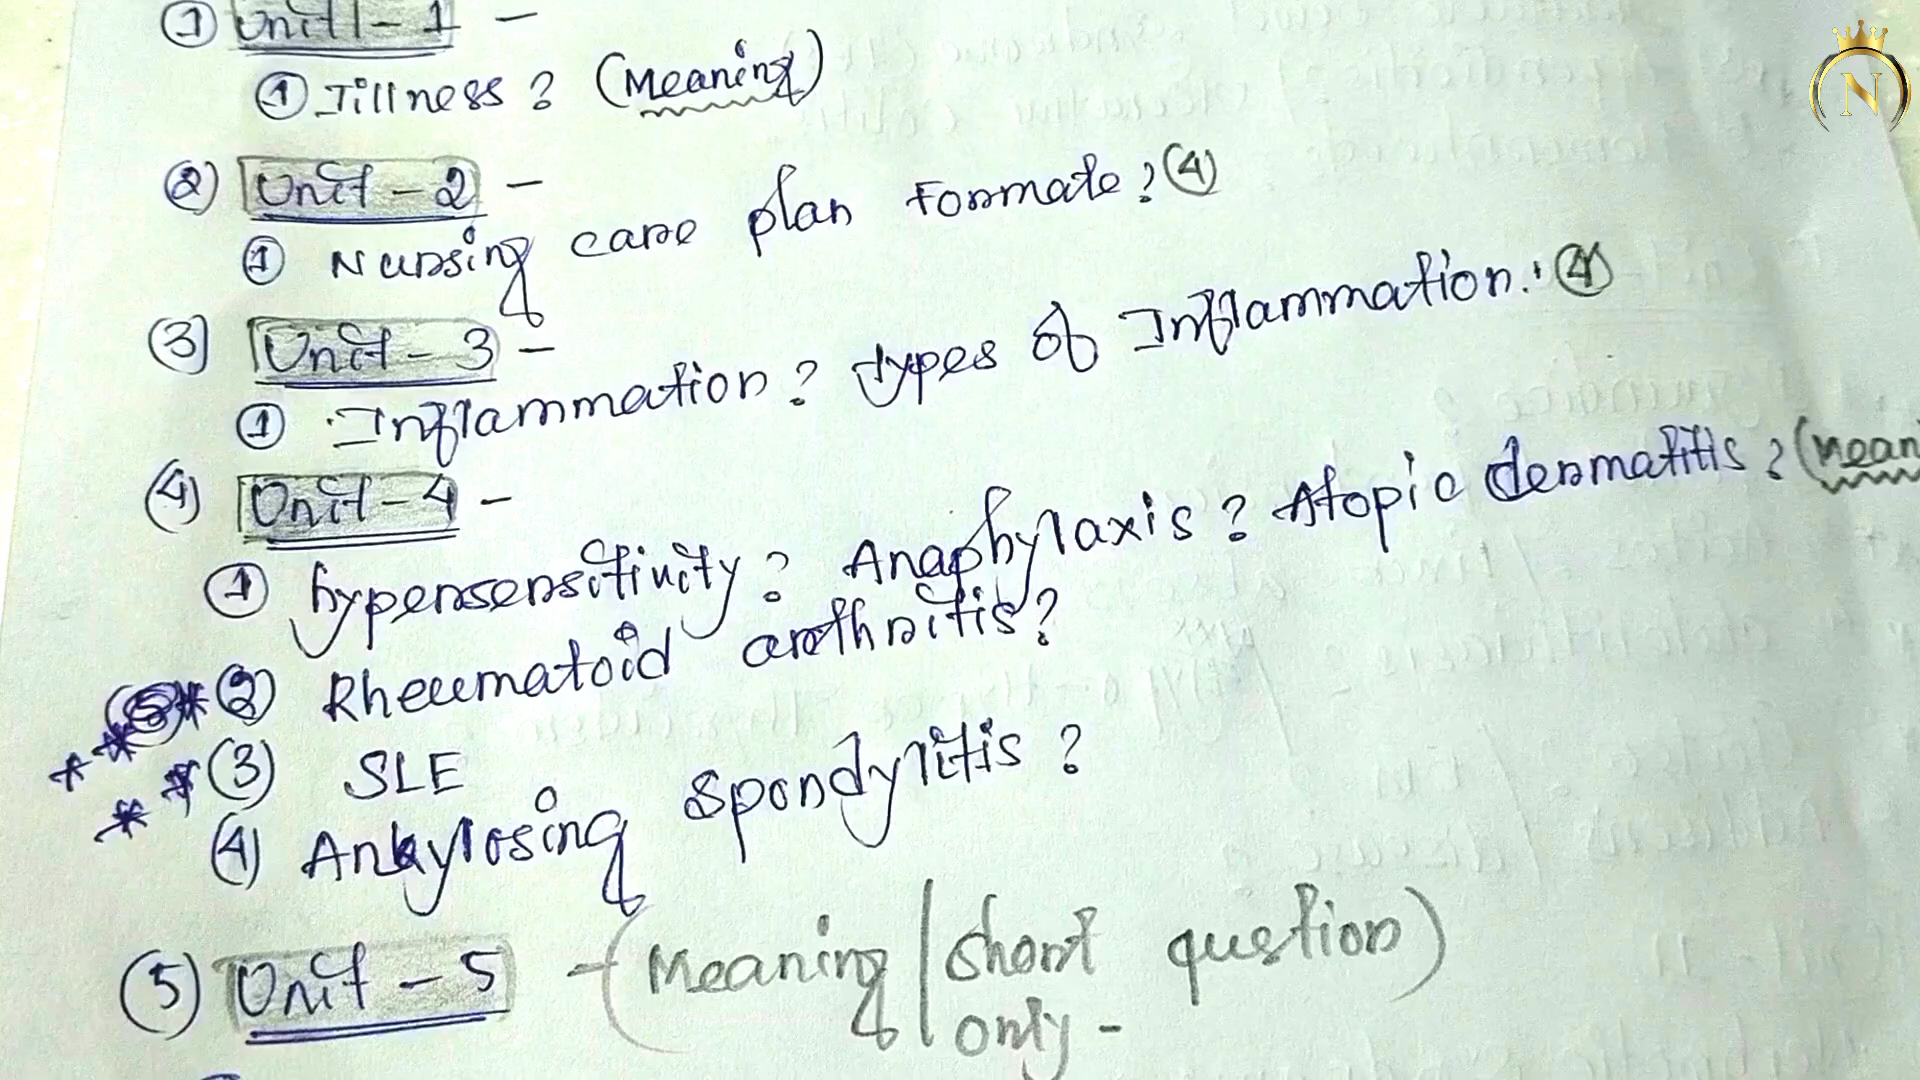 ① Unit - 1 -
① Illness ? (Meaning)
② Unit - 2 -
① Nursing care plan Formate ? ④
③ Unit - 3 -
① Inflammation ? types of Inflammation. ④
④ Unit - 4 -
① hypersensitivity ? Anaphylaxis ? Atopic dermatitis ? (Mean
② Rheumatoid arthritis ?
③ SLE
④ Ankylosing spondylitis ?
⑤ Unit - 5 - (Meaning / short question)
only -
N